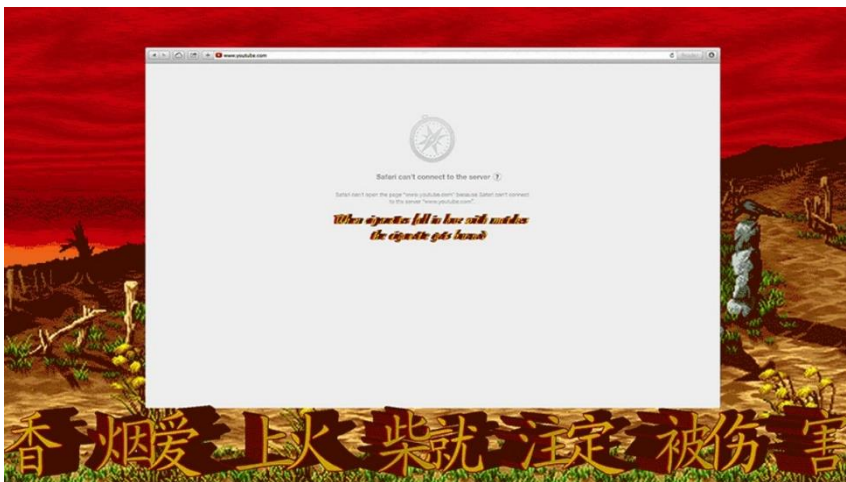 www.youtube.com
Safari can't connect to the server ?
Safari can't open the page "www.youtube.com" because Safari can't connect
to the server "www.youtube.com".
When cigarettes fall in love with matches
the cigarette gets burned
香烟爱上火柴就注定被伤害